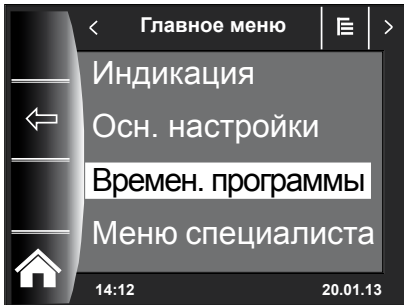 Главное меню
Индикация
Осн. настройки
Времен. программы
Меню специалиста
14:12 20.01.13